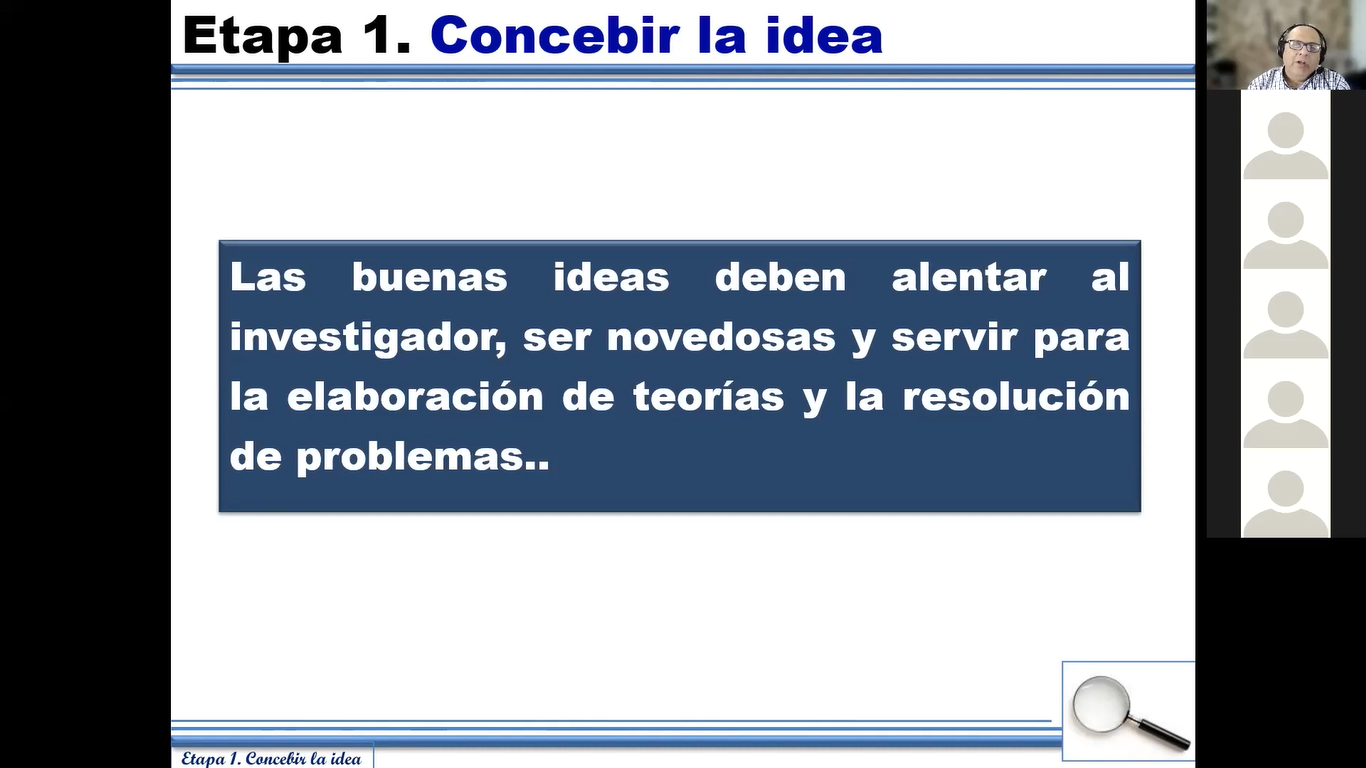 Etapa 1. Concebir la idea
Las buenas ideas deben alentar al
investigador, ser novedosas y servir para
la elaboración de teorías y la resolución
de problemas..
Etapa 1. Concebir la idea